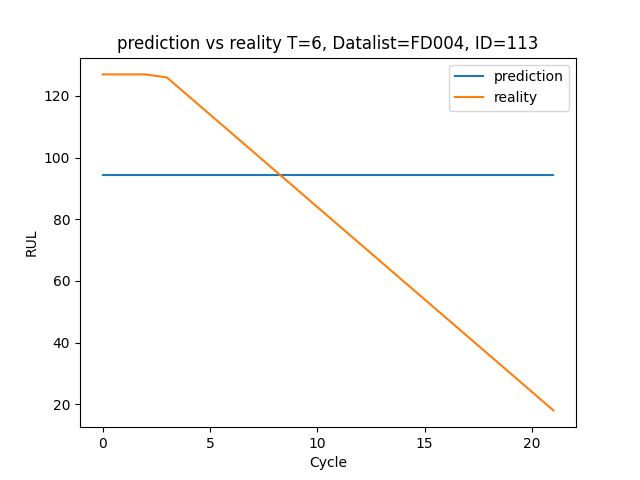 prediction vs reality T=6, Datalist=FD004, ID=113
prediction
reality
120
100
80
60
40
20
RUL
0
5
10
15
20
Cycle